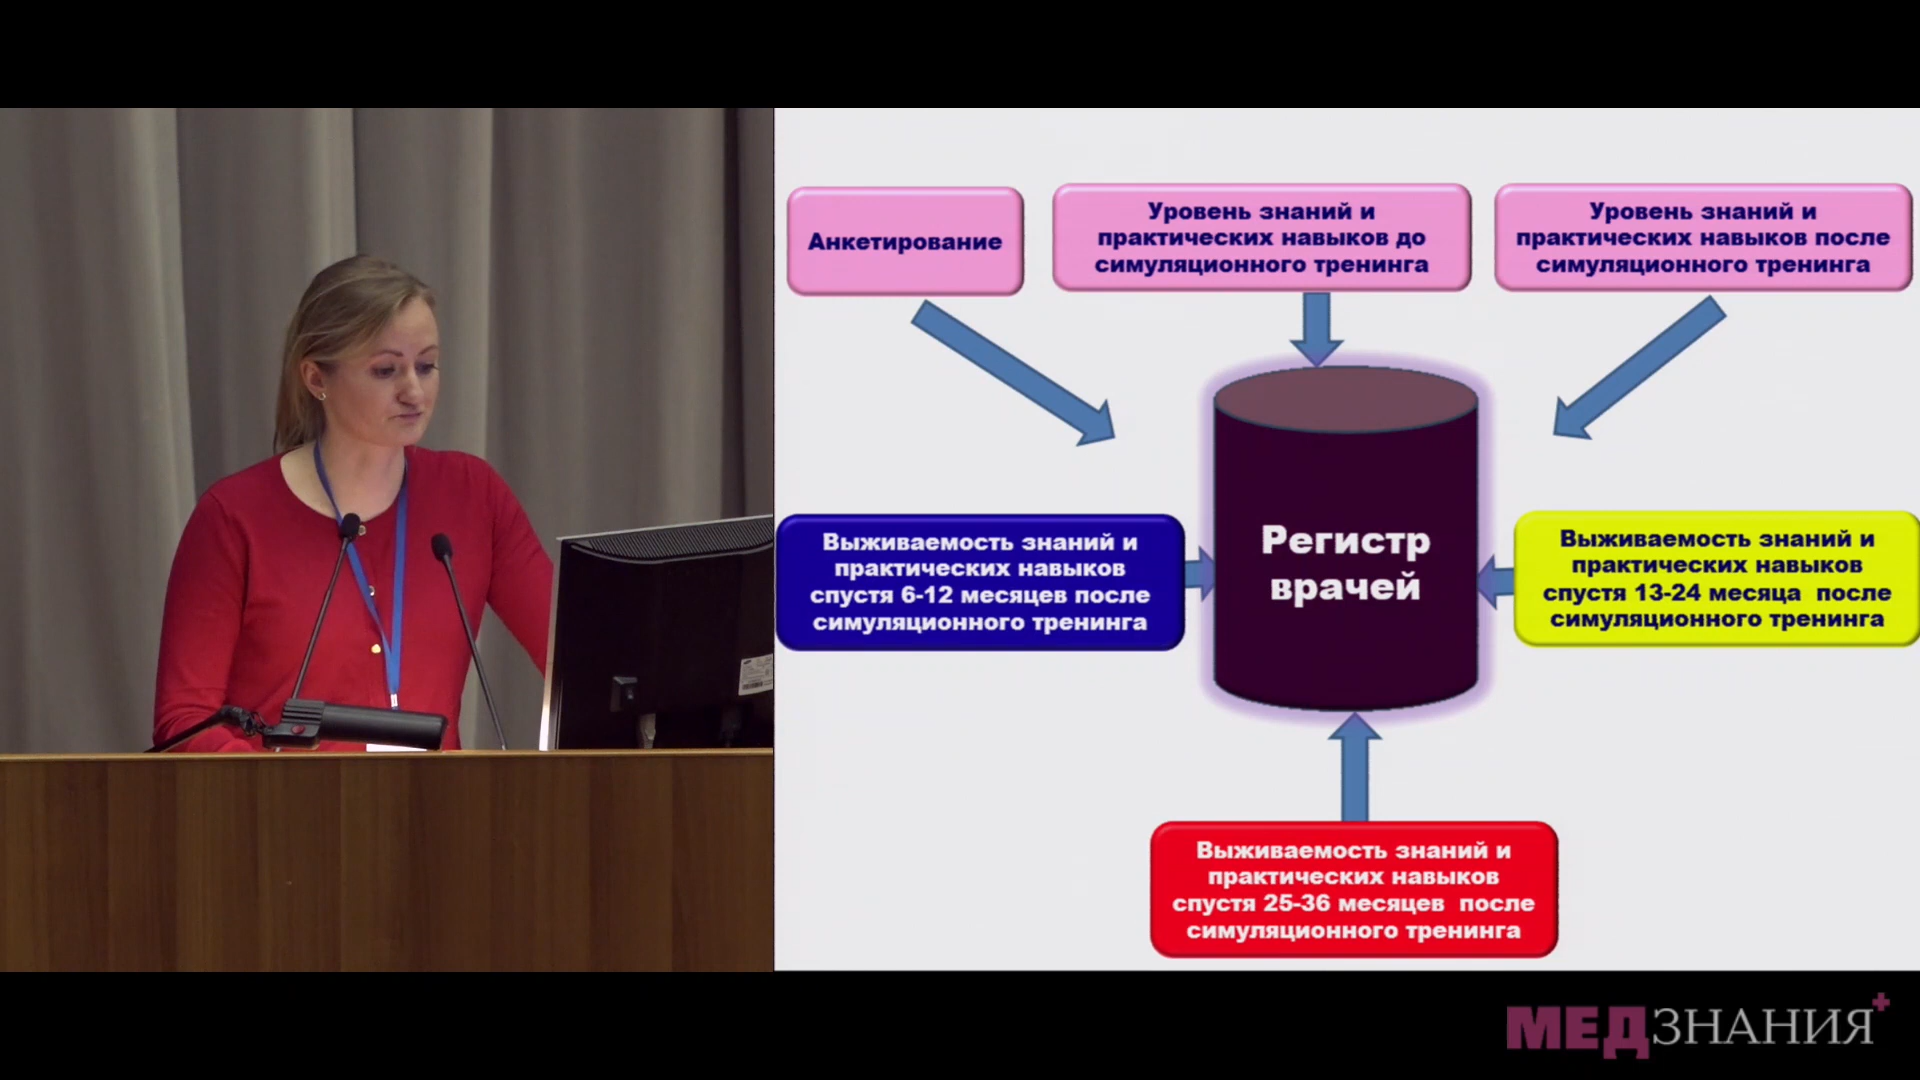 Анкетирование
Уровень знаний и
практических навыков до
симуляционного тренинга
Уровень знаний и
практических навыков после
симуляционного тренинга
Регистр
врачей
Выживаемость знаний и
практических навыков
спустя 6-12 месяцев после
симуляционного тренинга
Выживаемость знаний и
практических навыков
спустя 13-24 месяца после
симуляционного тренинга
Выживаемость знаний и
практических навыков
спустя 25-36 месяцев после
симуляционного тренинга
МЕДЗНАНИЯ+